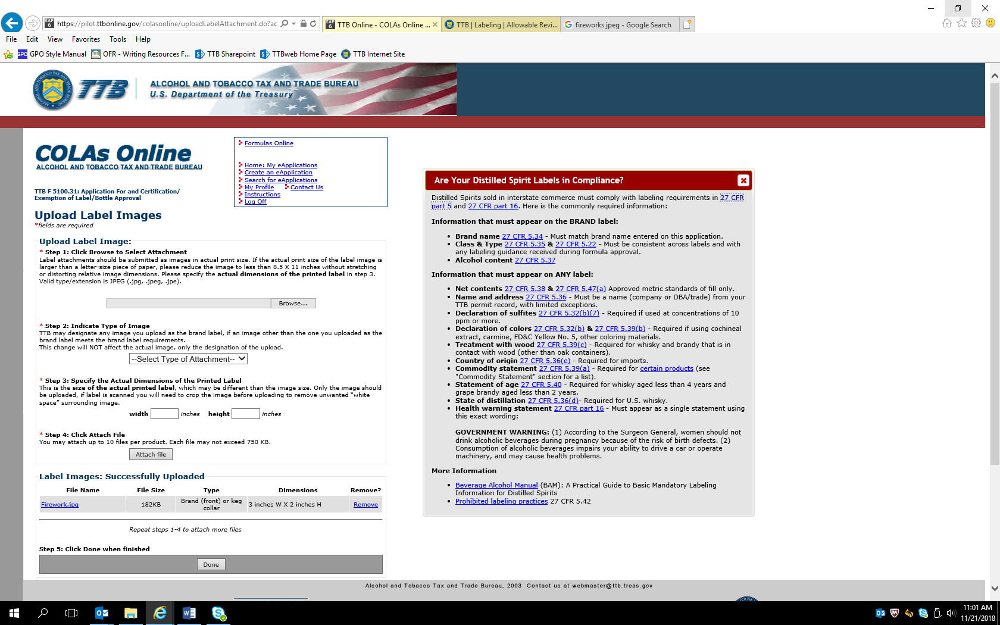 https://pilot.ttbonline.gov/colasonline/uploadLabelAttachment.do?ac
TTB Online - COLAs Online ...
TTB | Labeling | Allowable Revi...
fireworks jpeg - Google Search
File Edit View Favorites Tools Help
GPO Style Manual OFR - Writing Resources F... TTB Sharepoint TTBweb Home Page TTB Internet Site
TTB
ALCOHOL AND TOBACCO TAX AND TRADE BUREAU
U.S. Department of the Treasury
COLAs Online
ALCOHOL AND TOBACCO TAX AND TRADE BUREAU
Formulas Online
Home: My eApplications
Create an eApplication
Search for eApplications
My Profile Contact Us
Instructions
Log Off
TTB F 5100.31: Application For and Certification/
Exemption of Label/Bottle Approval
Upload Label Images
*fields are required
Upload Label Image:
* Step 1: Click Browse to Select Attachment
Label attachments should be submitted as images in actual print size. If the actual print size of the label image is
larger than a letter-size piece of paper, please reduce the image to less than 8.5 X 11 inches without stretching
or distorting relative image dimensions. Please specify the actual dimensions of the printed label in step 3.
Valid type/extension is JPEG (.jpg, .jpeg, .jpe).
Browse...
* Step 2: Indicate Type of Image
TTB may designate any image you upload as the brand label, if an image other than the one you uploaded as the
brand label meets the brand label requirements.
This change will NOT affect the actual image, only the designation of the upload.
--Select Type of Attachment--
* Step 3: Specify the Actual Dimensions of the Printed Label
This is the size of the actual printed label, which may be different than the image size. Only the image should
be uploaded, if label is scanned you will need to crop the image before uploading to remove unwanted “white
space” surrounding image.
width inches height inches
* Step 4: Click Attach File
You may attach up to 10 files per product. Each file may not exceed 750 KB.
Attach file
Label Images: Successfully Uploaded
File Name File Size Type Dimensions Remove?
Firework.jpg 182KB Brand (front) or keg collar 3 inches W X 2 inches H Remove
Repeat steps 1-4 to attach more files
Step 5: Click Done when finished
Done
Are Your Distilled Spirit Labels in Compliance?
Distilled Spirits sold in interstate commerce must comply with labeling requirements in 27 CFR
part 5 and 27 CFR part 16. Here is the commonly required information:
Information that must appear on the BRAND label:
• Brand name 27 CFR 5.34 - Must match brand name entered on this application.
• Class & Type 27 CFR 5.35 & 27 CFR 5.22 - Must be consistent across labels and with
any labeling guidance received during formula approval.
• Alcohol content 27 CFR 5.37
Information that must appear on ANY label:
• Net contents 27 CFR 5.38 & 27 CFR 5.47(a) Approved metric standards of fill only.
• Name and address 27 CFR 5.36 - Must be a name (company or DBA/trade) from your
TTB permit record, with limited exceptions.
• Declaration of sulfites 27 CFR 5.32(b)(7) - Required if used at concentrations of 10
ppm or more.
• Declaration of colors 27 CFR 5.32(b) & 27 CFR 5.39(b) - Required if using cochineal
extract, carmine, FD&C Yellow No. 5, other coloring materials.
• Treatment with wood 27 CFR 5.39(c) - Required for whisky and brandy that is in
contact with wood (other than oak containers).
• Country of origin 27 CFR 5.36(e) - Required for imports.
• Commodity statement 27 CFR 5.39(a) - Required for certain products (see
"Commodity Statement" section for a list).
• Statement of age 27 CFR 5.40 - Required for whisky aged less than 4 years and
grape brandy aged less than 2 years.
• State of distillation 27 CFR 5.36(d)- Required for U.S. whisky.
• Health warning statement 27 CFR part 16 - Must appear as a single statement using
this exact wording:
GOVERNMENT WARNING: (1) According to the Surgeon General, women should not
drink alcoholic beverages during pregnancy because of the risk of birth defects. (2)
Consumption of alcoholic beverages impairs your ability to drive a car or operate
machinery, and may cause health problems.
More Information
• Beverage Alcohol Manual (BAM): A Practical Guide to Basic Mandatory Labeling
Information for Distilled Spirits
• Prohibited labeling practices 27 CFR 5.42
Alcohol and Tobacco Tax and Trade Bureau, 2003 Contact us at webmaster@ttb.treas.gov
11:01 AM
11/21/2018